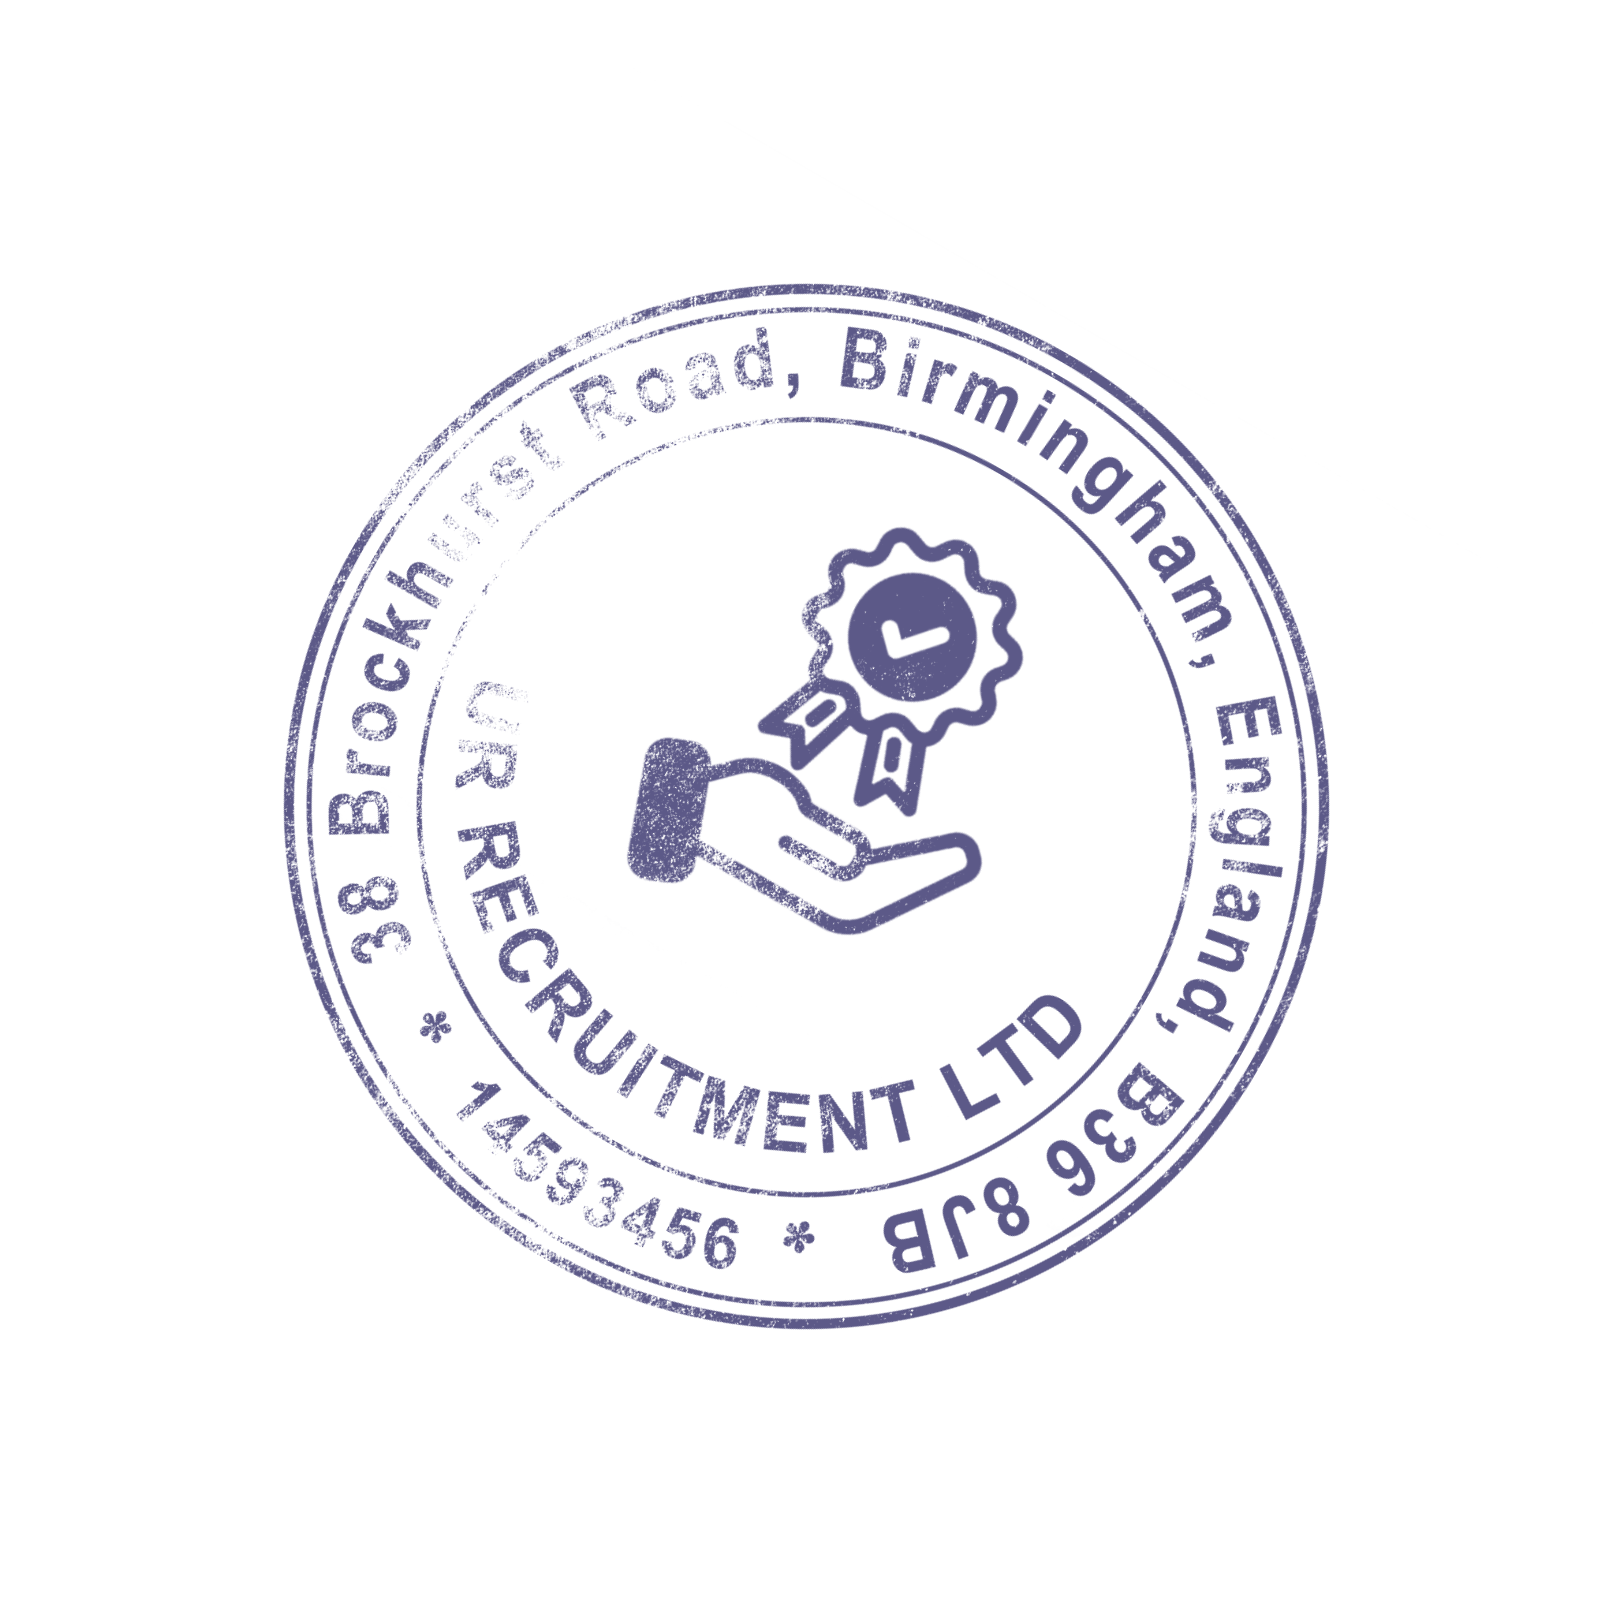 38 Brockhurst Road, Birmingham, England, B36 8JB
* 14593456 *
UR RECRUITMENT LTD